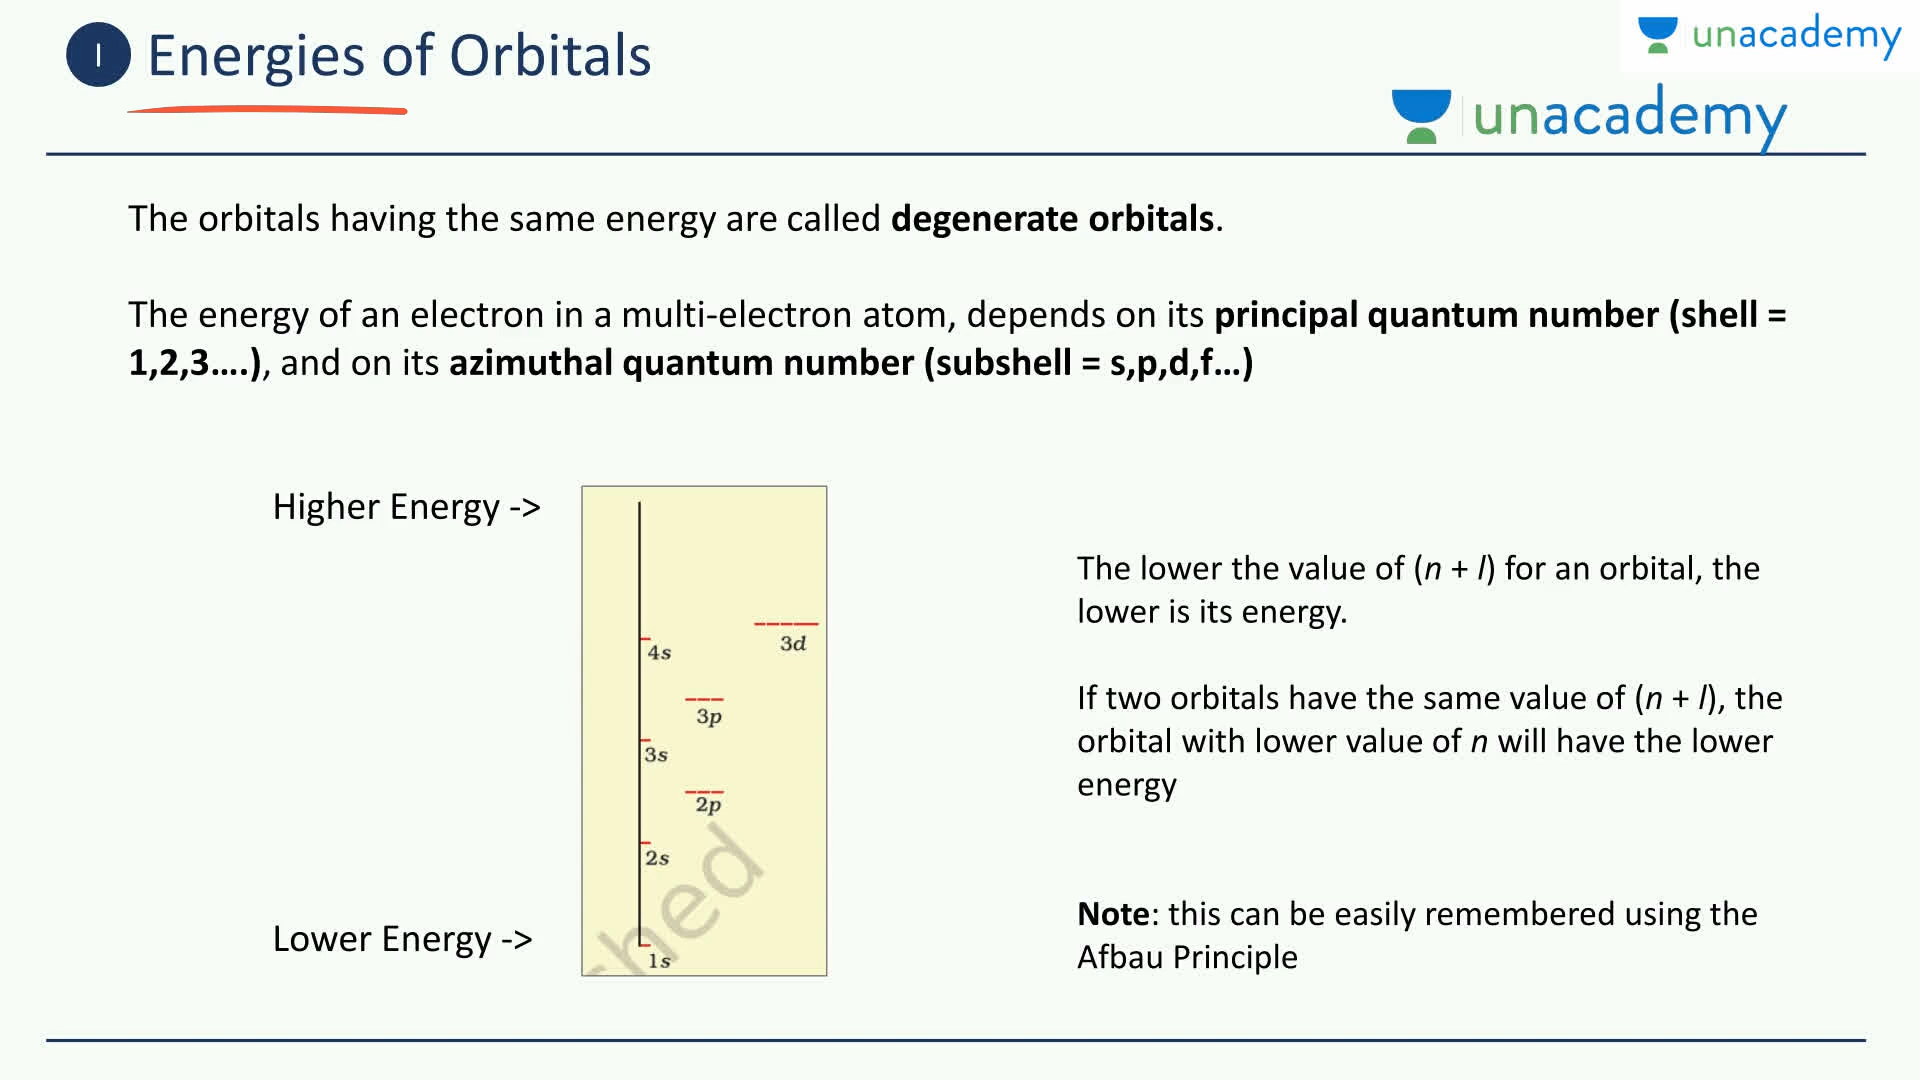 I Energies of Orbitals
unacademy
unacademy
The orbitals having the same energy are called degenerate orbitals.
The energy of an electron in a multi-electron atom, depends on its principal quantum number (shell =
1,2,3....), and on its azimuthal quantum number (subshell = s,p,d,f...)
Higher Energy ->
3d
4s
3p
3s
2p
2s
1s
Lower Energy ->
The lower the value of (n + l) for an orbital, the
lower is its energy.
If two orbitals have the same value of (n + l), the
orbital with lower value of n will have the lower
energy
Note: this can be easily remembered using the
Afbau Principle
shed